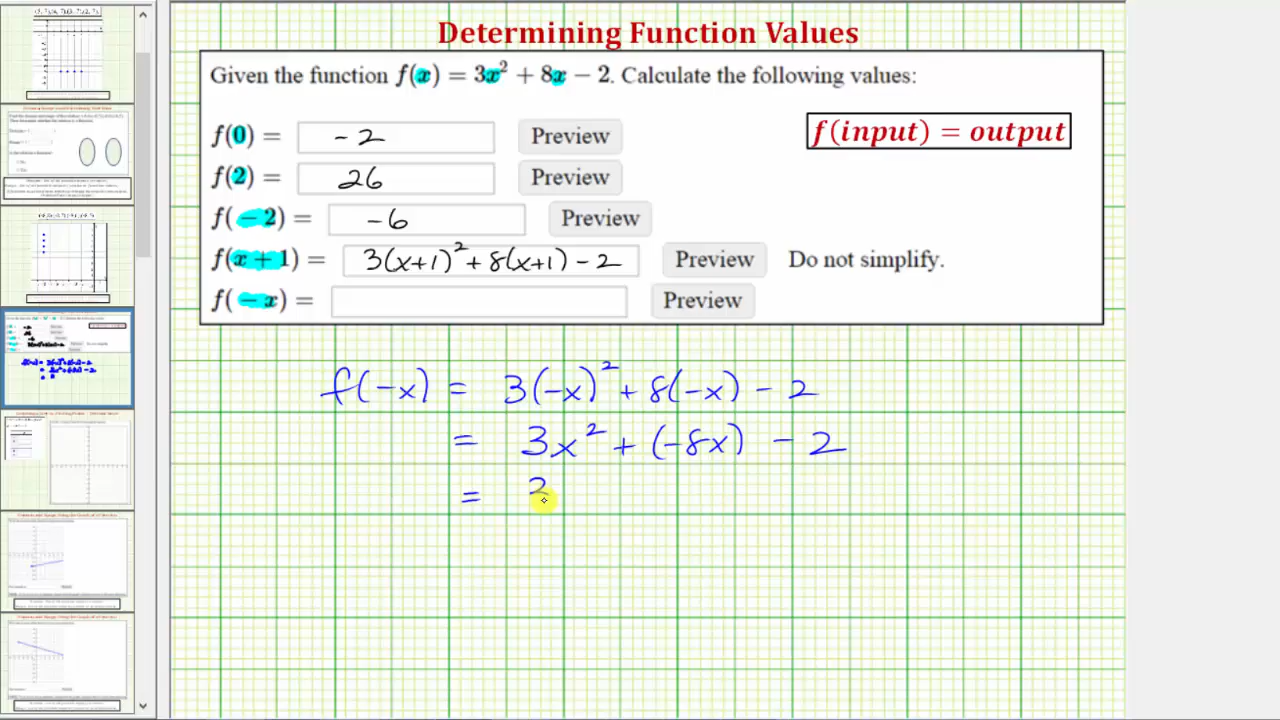 Determining Function Values
Given the function f(x) = 3x² + 8x − 2. Calculate the following values:
f(input) = output
f(0) = -2 Preview
f(2) = 26 Preview
f(−2) = -6 Preview
f(x + 1) = 3(x+1)² + 8(x+1) - 2 Preview Do not simplify.
f(−x) = Preview
f(-x) = 3(-x)² + 8(-x) - 2
= 3x² + (-8x) - 2
=